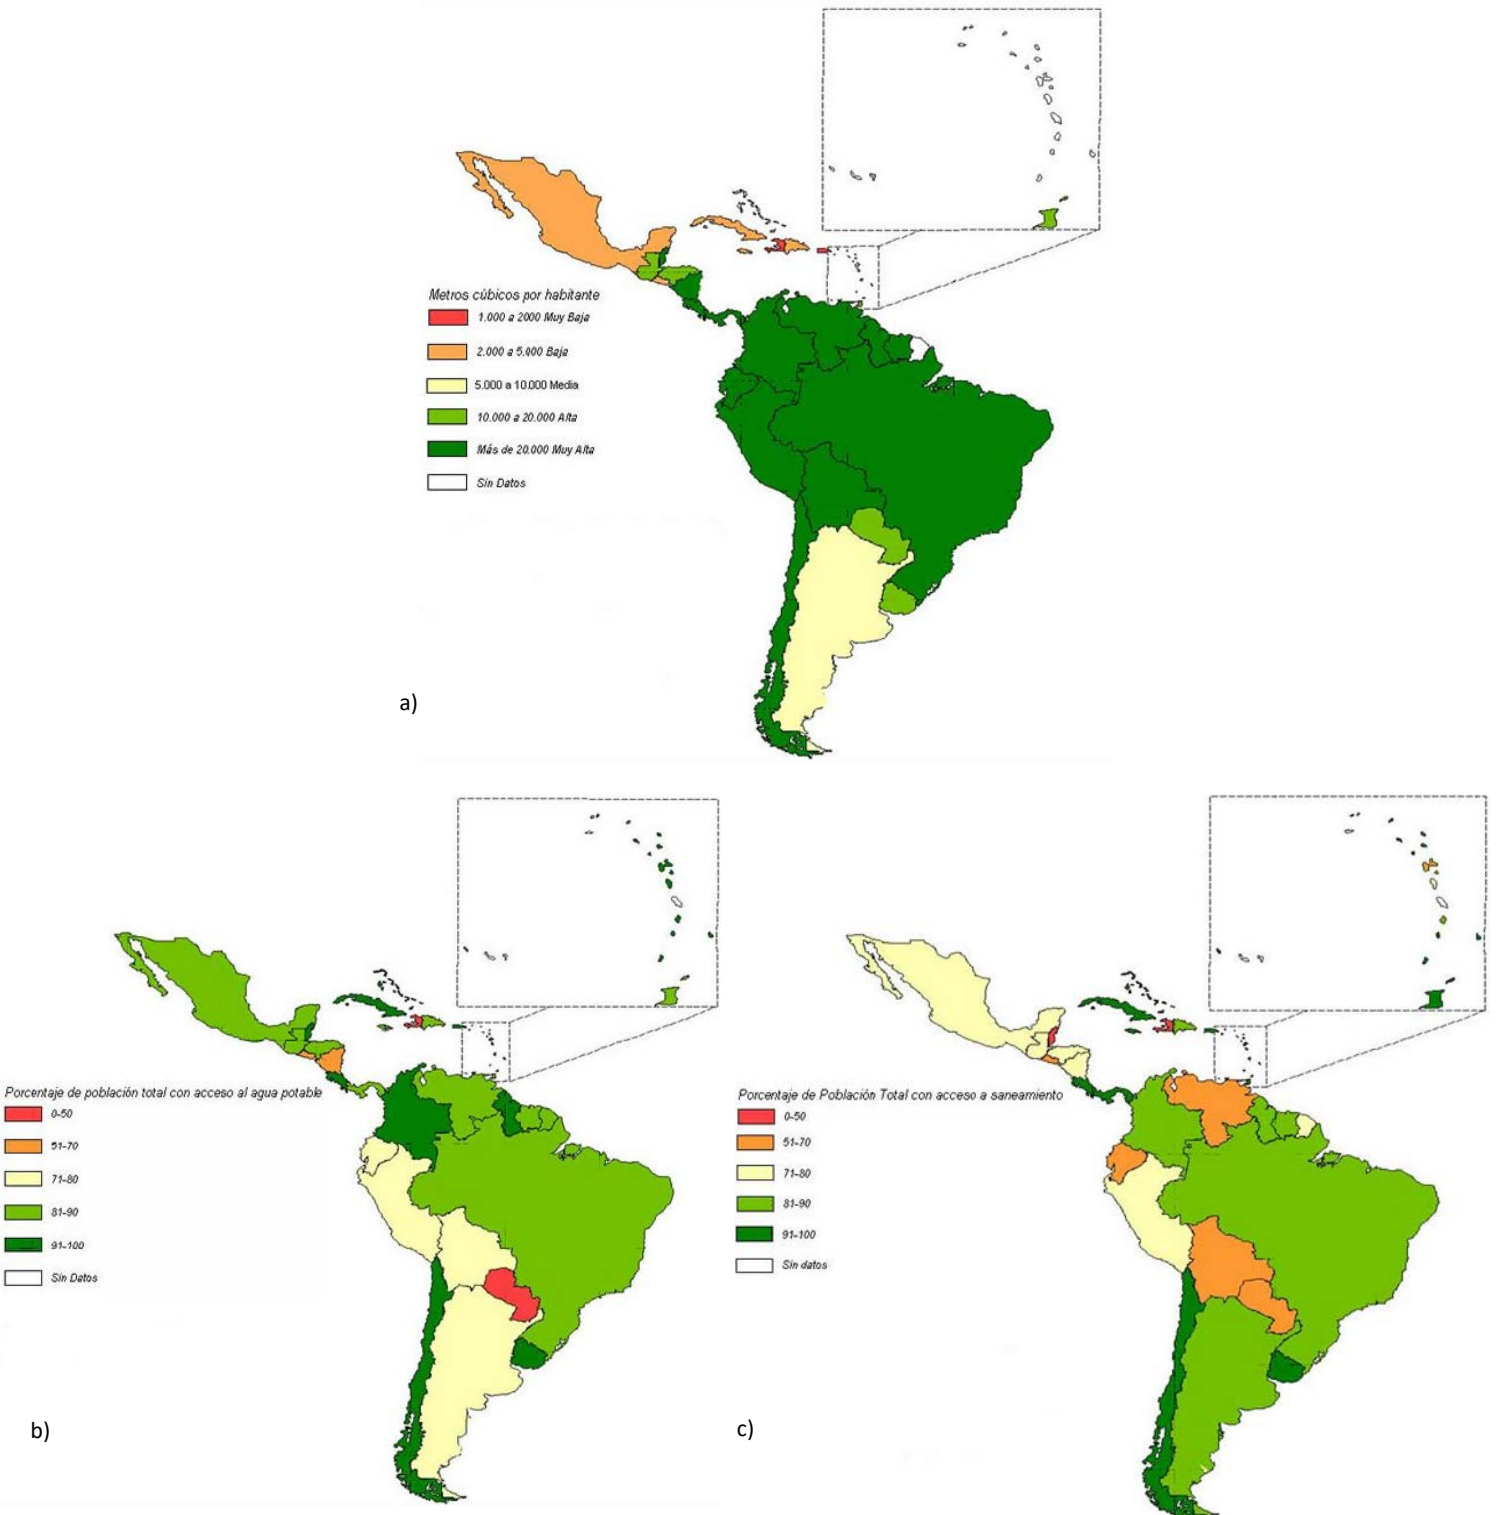 Metros cúbicos por habitante
1.000 a 2000 Muy Baja
2.000 a 5.000 Baja
5.000 a 10.000 Media
10.000 a 20.000 Alta
Más de 20.000 Muy Alta
Sin Datos
a)
Porcentaje de población total con acceso al agua potable
0-50
51-70
71-80
81-90
91-100
Sin Datos
b)
Porcentaje de Población Total con acceso a saneamiento
0-50
51-70
71-80
81-90
91-100
Sin datos
c)